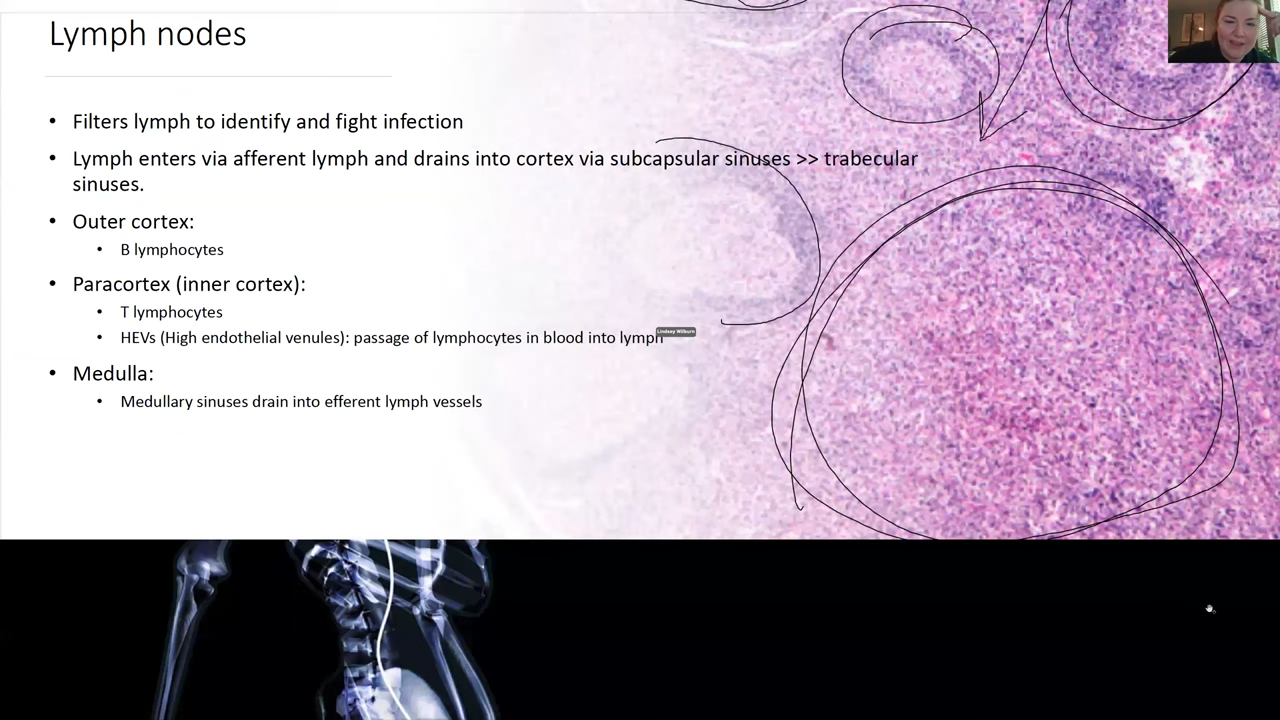 Lymph nodes
• Filters lymph to identify and fight infection
• Lymph enters via afferent lymph and drains into cortex via subcapsular sinuses >> trabecular
sinuses.
• Outer cortex:
• B lymphocytes
• Paracortex (inner cortex):
• T lymphocytes
• HEVs (High endothelial venules): passage of lymphocytes in blood into lymph
Lindsay Wilburn
• Medulla:
• Medullary sinuses drain into efferent lymph vessels